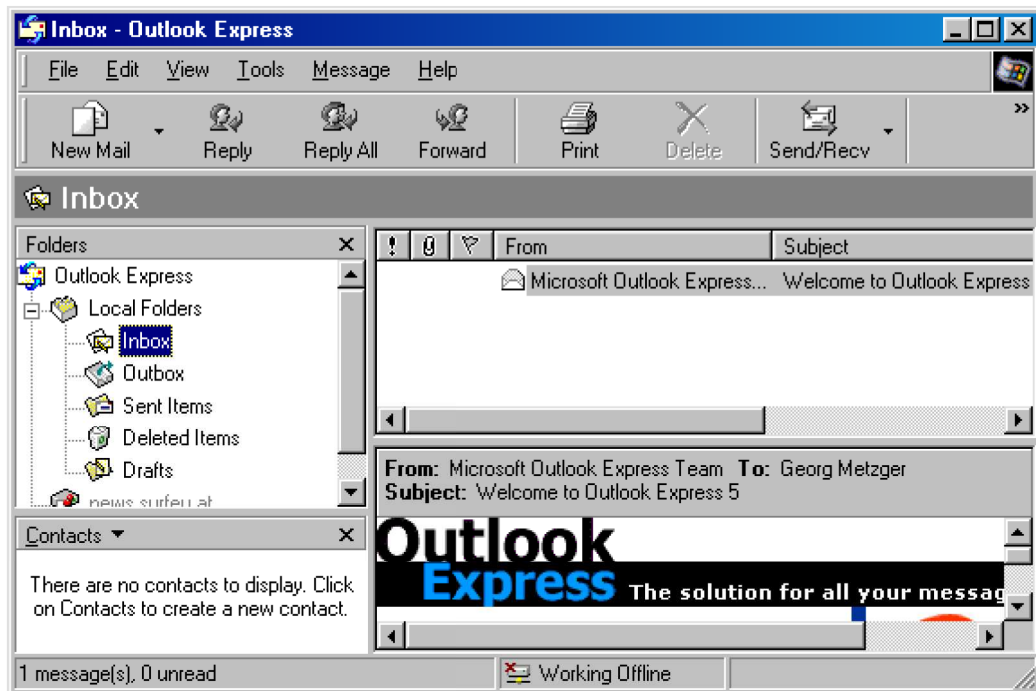 Inbox - Outlook Express
File Edit View Tools Message Help
New Mail Reply Reply All Forward Print Delete Send/Recv »
Inbox
Folders
Outlook Express
Local Folders
Inbox
Outbox
Sent Items
Deleted Items
Drafts
news.surfeu.at
Contacts
There are no contacts to display. Click
on Contacts to create a new contact.
! From Subject
Microsoft Outlook Express... Welcome to Outlook Express
From: Microsoft Outlook Express Team To: Georg Metzger
Subject: Welcome to Outlook Express 5
Outlook
Express The solution for all your messag
1 message(s), 0 unread Working Offline